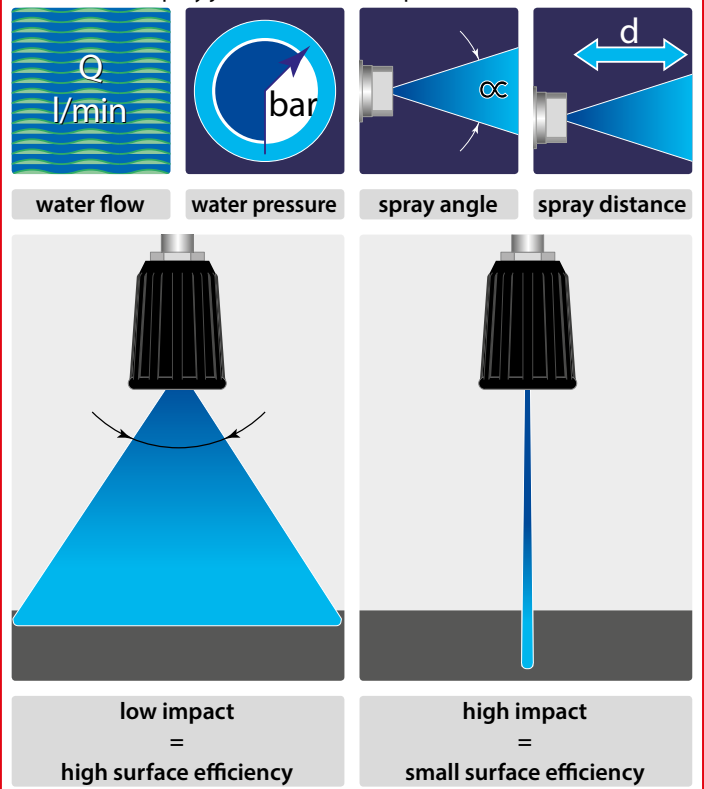 Q
l/min
bar
∝
d
water flow
water pressure
spray angle
spray distance
low impact
=
high surface efficiency
high impact
=
small surface efficiency